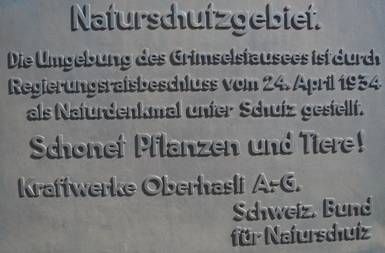 Naturschutzgebiet.
Die Umgebung des Grimselstausees ist durch
Regierungsratsbeschluss vom 24. April 1934
als Naturdenkmal unter Schutz gestellt.
Schonet Pflanzen und Tiere!
Kraftwerke Oberhasli A.-G.
Schweiz. Bund
für Naturschutz